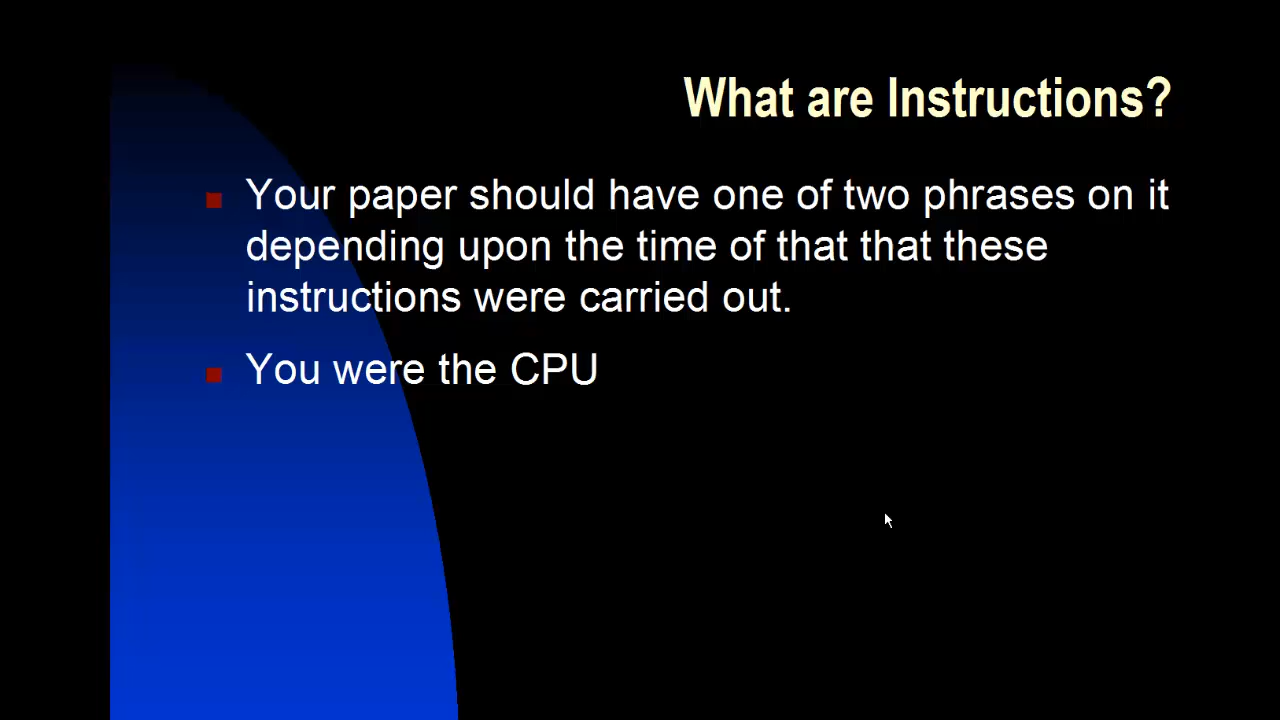 What are Instructions?
Your paper should have one of two phrases on it
depending upon the time of that that these
instructions were carried out.
You were the CPU